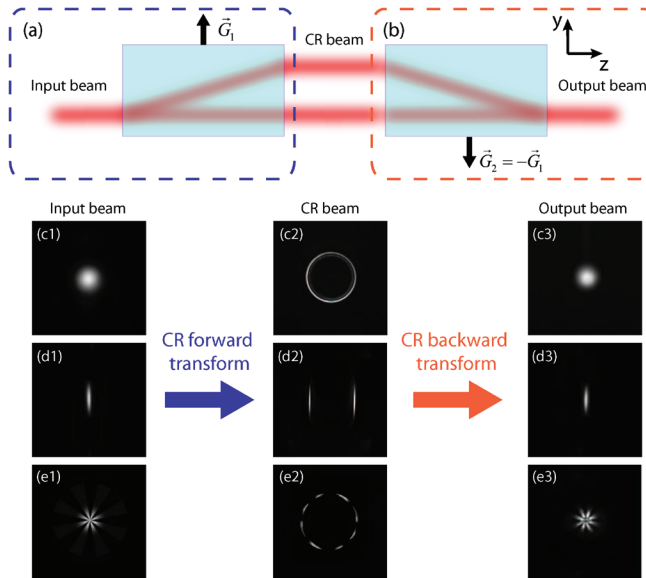 (a)
G⃗₁
CR beam
(b)
y
z
Input beam
Output beam
G⃗₂ = −G⃗₁
Input beam
CR beam
Output beam
(c1)
(c2)
(c3)
CR forward
transform
CR backward
transform
(d1)
(d2)
(d3)
(e1)
(e2)
(e3)